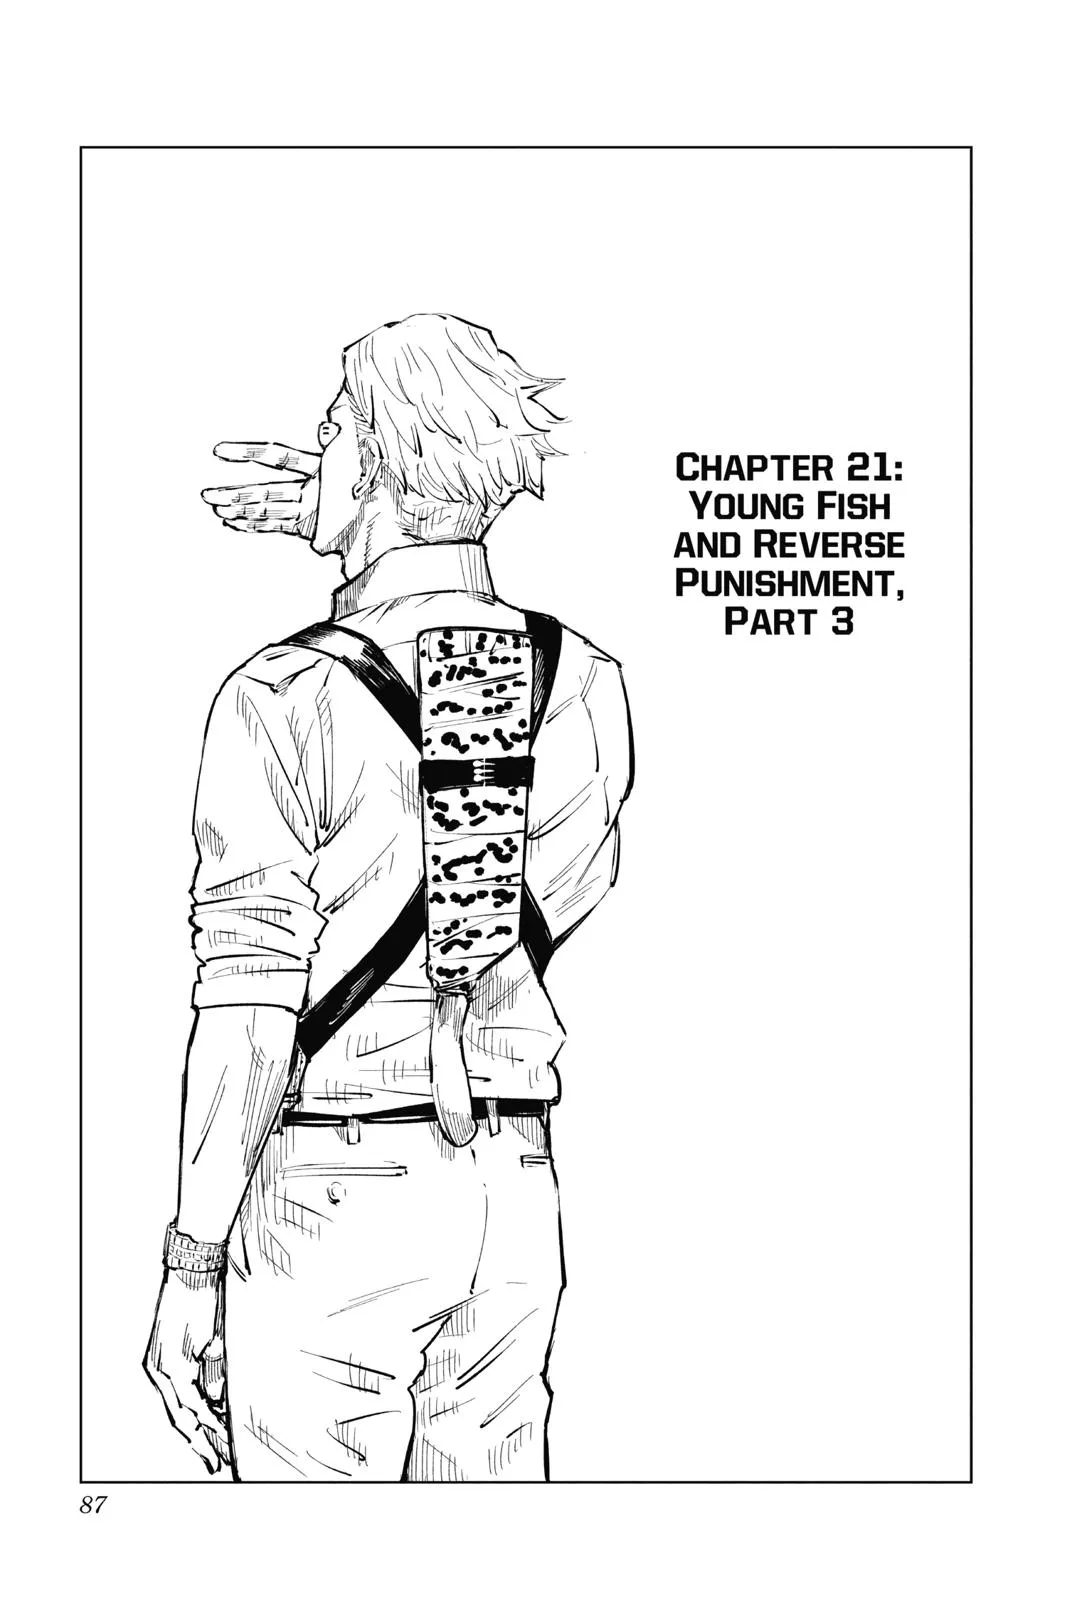 CHAPTER 21:
YOUNG FISH
AND REVERSE
PUNISHMENT,
PART 3
87